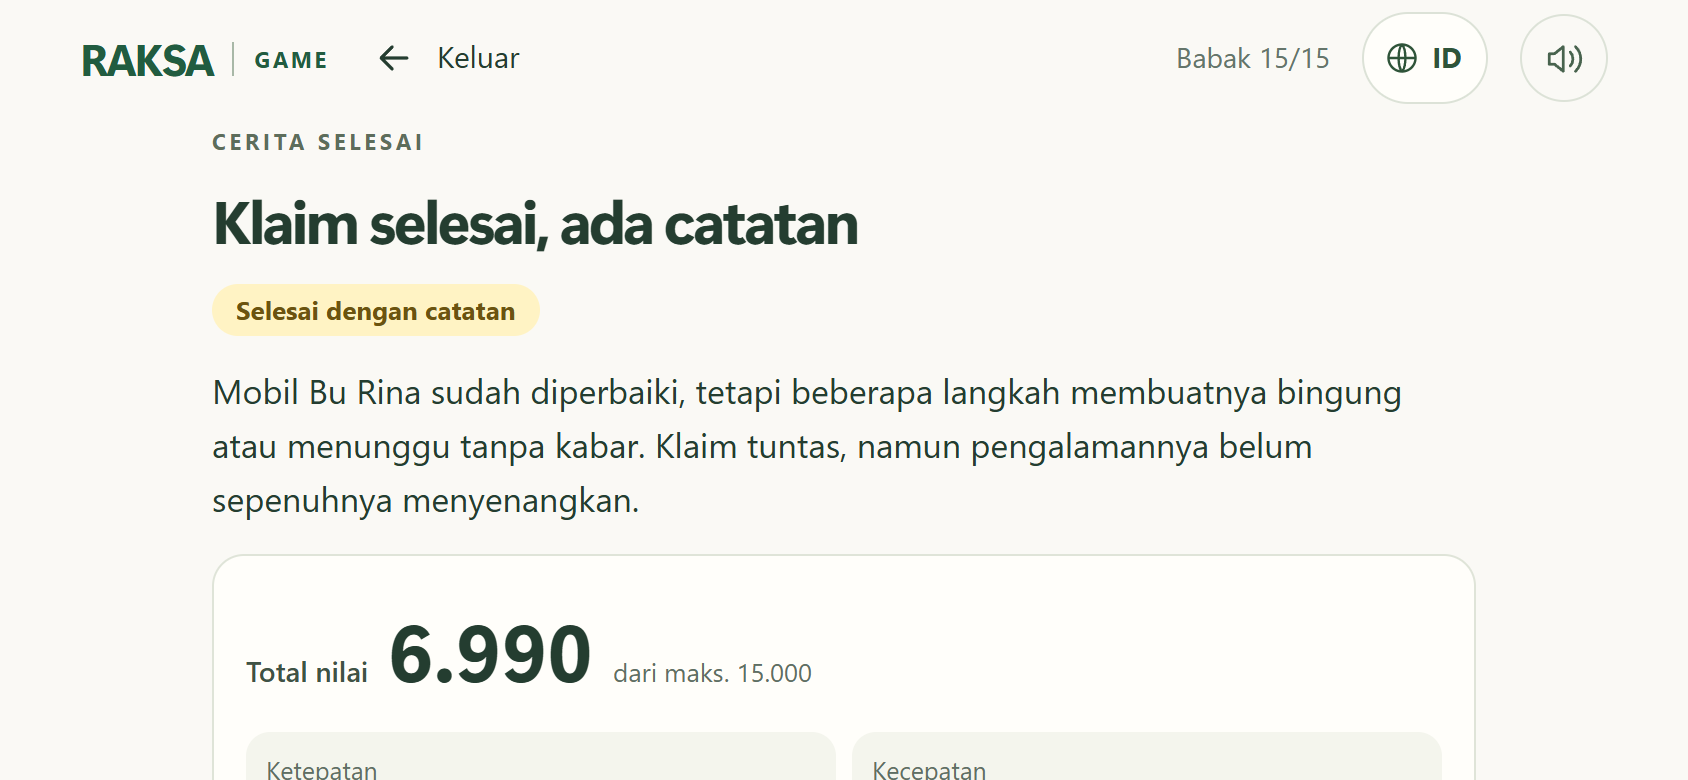 RAKSA GAME Keluar Babak 15/15 ID
CERITA SELESAI
Klaim selesai, ada catatan
Selesai dengan catatan
Mobil Bu Rina sudah diperbaiki, tetapi beberapa langkah membuatnya bingung
atau menunggu tanpa kabar. Klaim tuntas, namun pengalamannya belum
sepenuhnya menyenangkan.
Total nilai 6.990 dari maks. 15.000
Ketepatan Kecepatan